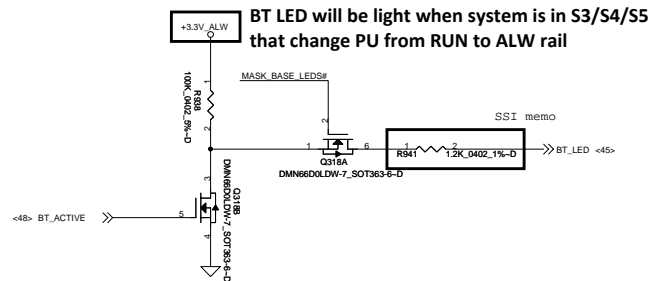 BT LED will be light when system is in S3/S4/S5
that change PU from RUN to ALW rail
+3.3V_ALW
1
R938
100K_0402_5%~D
2
MASK_BASE_LEDS#
2
SSI memo
1
6
1
2
R941
1.2K_0402_1%~D
BT_LED <45>
Q318A
DMN66D0LDW-7_SOT363-6~D
3
Q318B
DMN66D0LDW-7_SOT363-6~D
<48> BT_ACTIVE
5
4